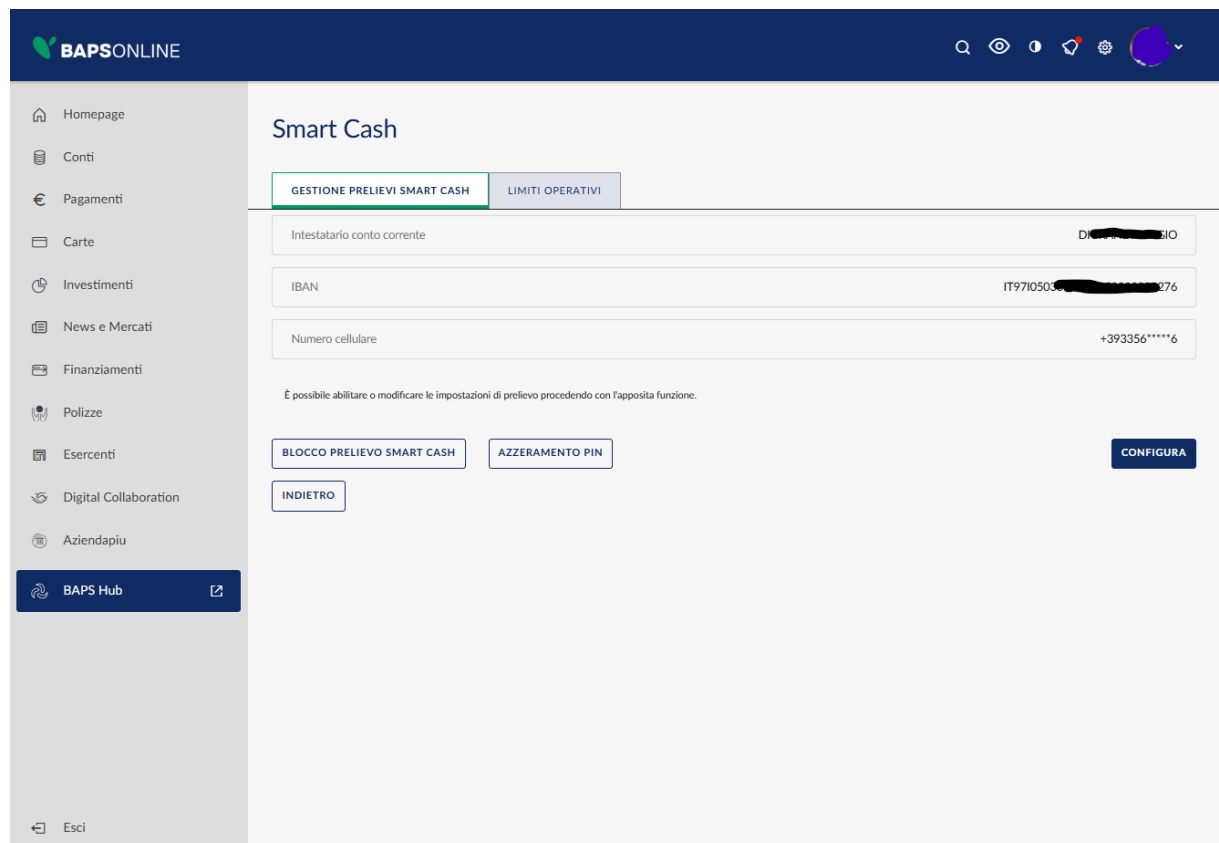 BAPSONLINE
Homepage
Conti
Pagamenti
Carte
Investimenti
News e Mercati
Finanziamenti
Polizze
Esercenti
Digital Collaboration
Aziendapiu
BAPS Hub
Esci
Smart Cash
GESTIONE PRELIEVI SMART CASH LIMITI OPERATIVI
Intestatario conto corrente
IBAN
Numero cellulare +393356*****6
È possibile abilitare o modificare le impostazioni di prelievo procedendo con l'apposita funzione.
BLOCCO PRELIEVO SMART CASH AZZERAMENTO PIN CONFIGURA
INDIETRO